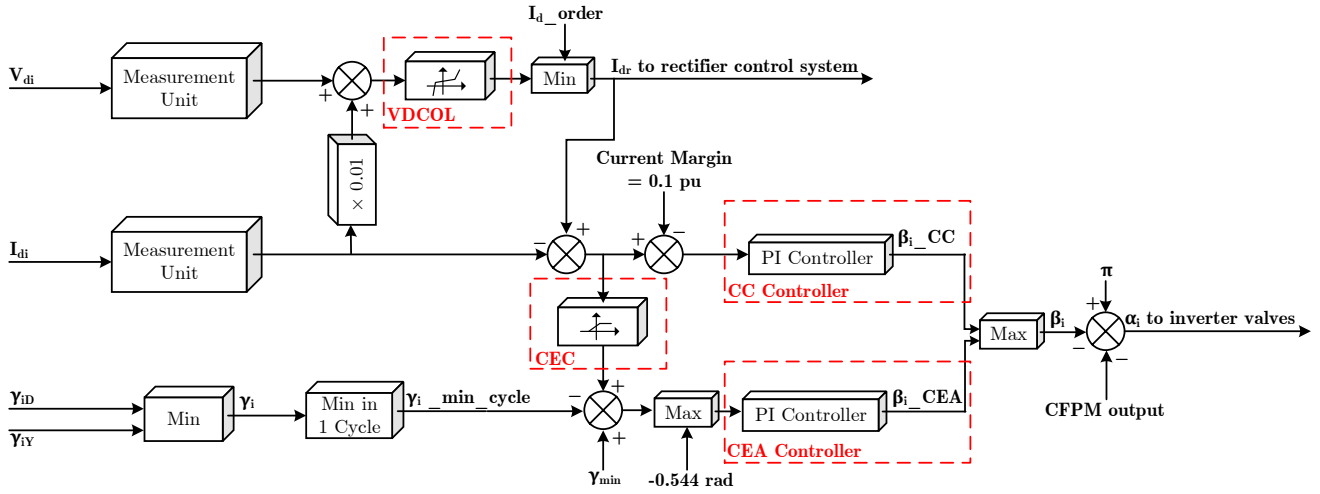 I_d_order
V_di
Measurement
Unit
+
+
VDCOL
Min
I_dr to rectifier control system
× 0.01
Current Margin
= 0.1 pu
I_di
Measurement
Unit
−
+
+
−
PI Controller
β_i_CC
CC Controller
CEC
π
+
−
−
Max
β_i
α_i to inverter valves
CFPM output
γ_iD
γ_iY
Min
γ_i
Min in
1 Cycle
γ_i _min_cycle
−
+
+
γ_min
Max
-0.544 rad
PI Controller
β_i_CEA
CEA Controller